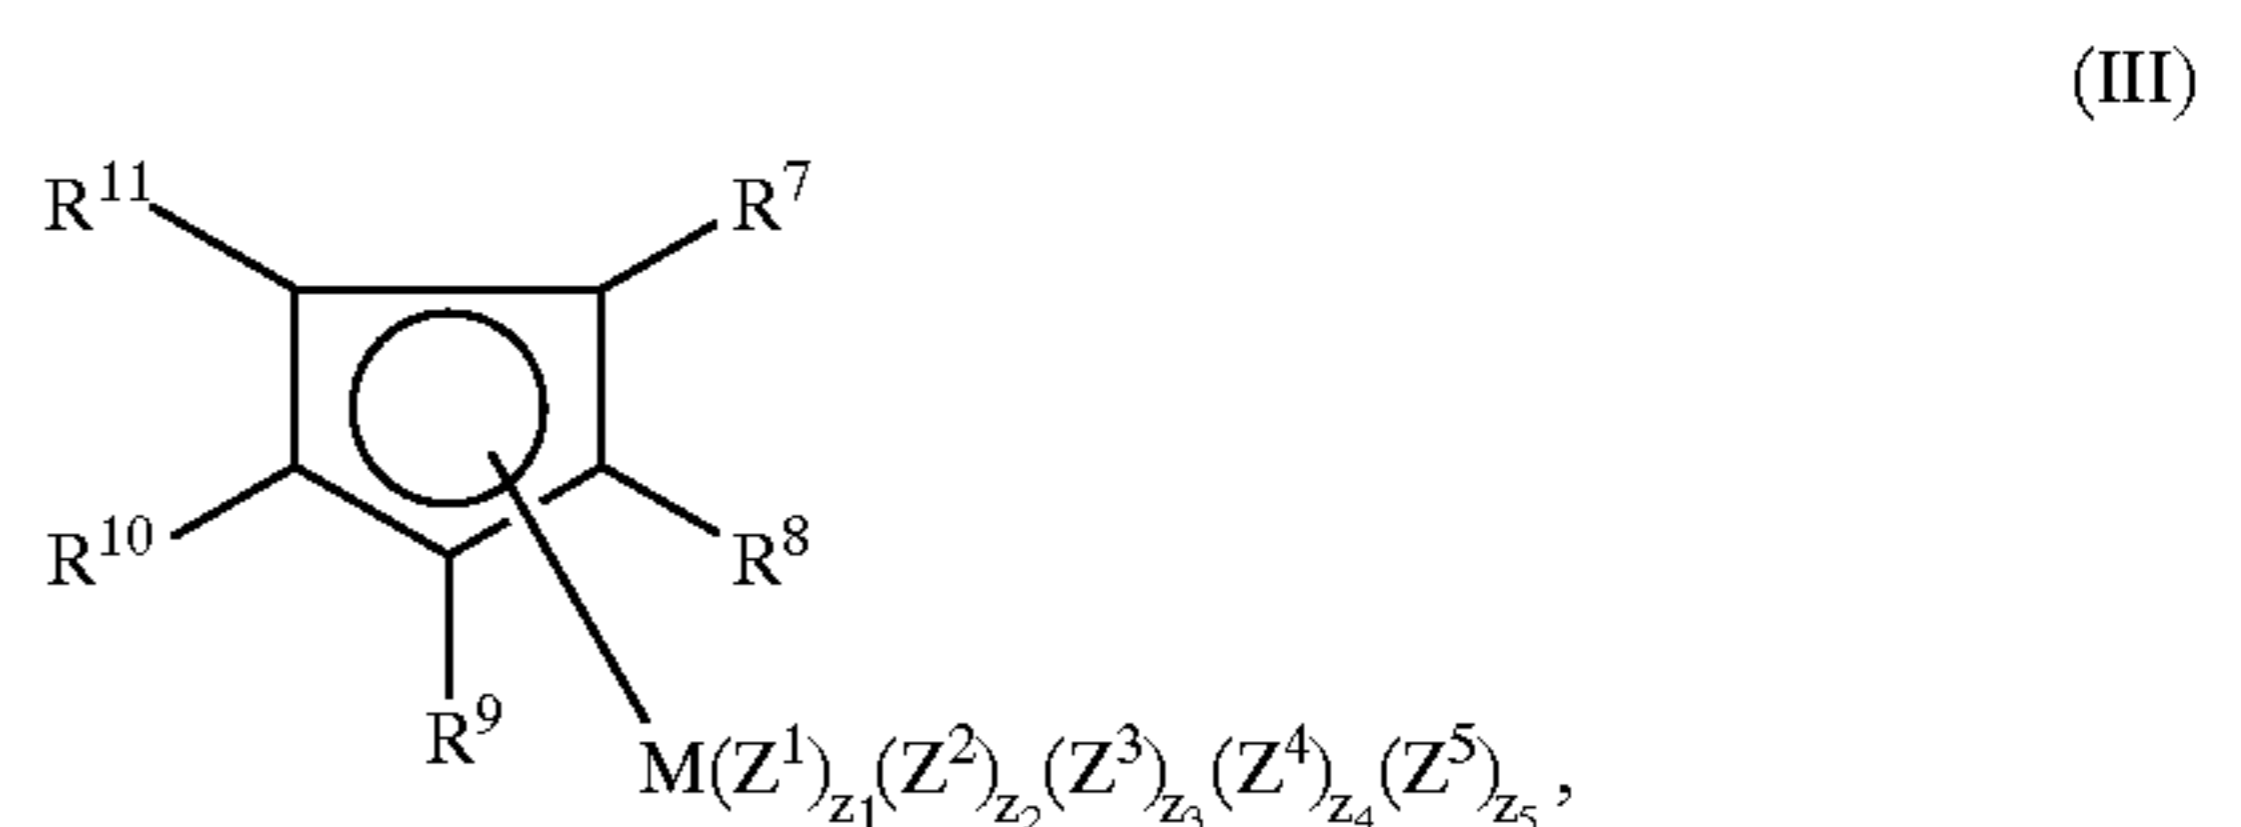 (III)
R¹¹ R⁷
R¹⁰ R⁸
R⁹
M(Z¹)z₁(Z²)z₂(Z³)z₃(Z⁴)z₄(Z⁵)z₅ ,